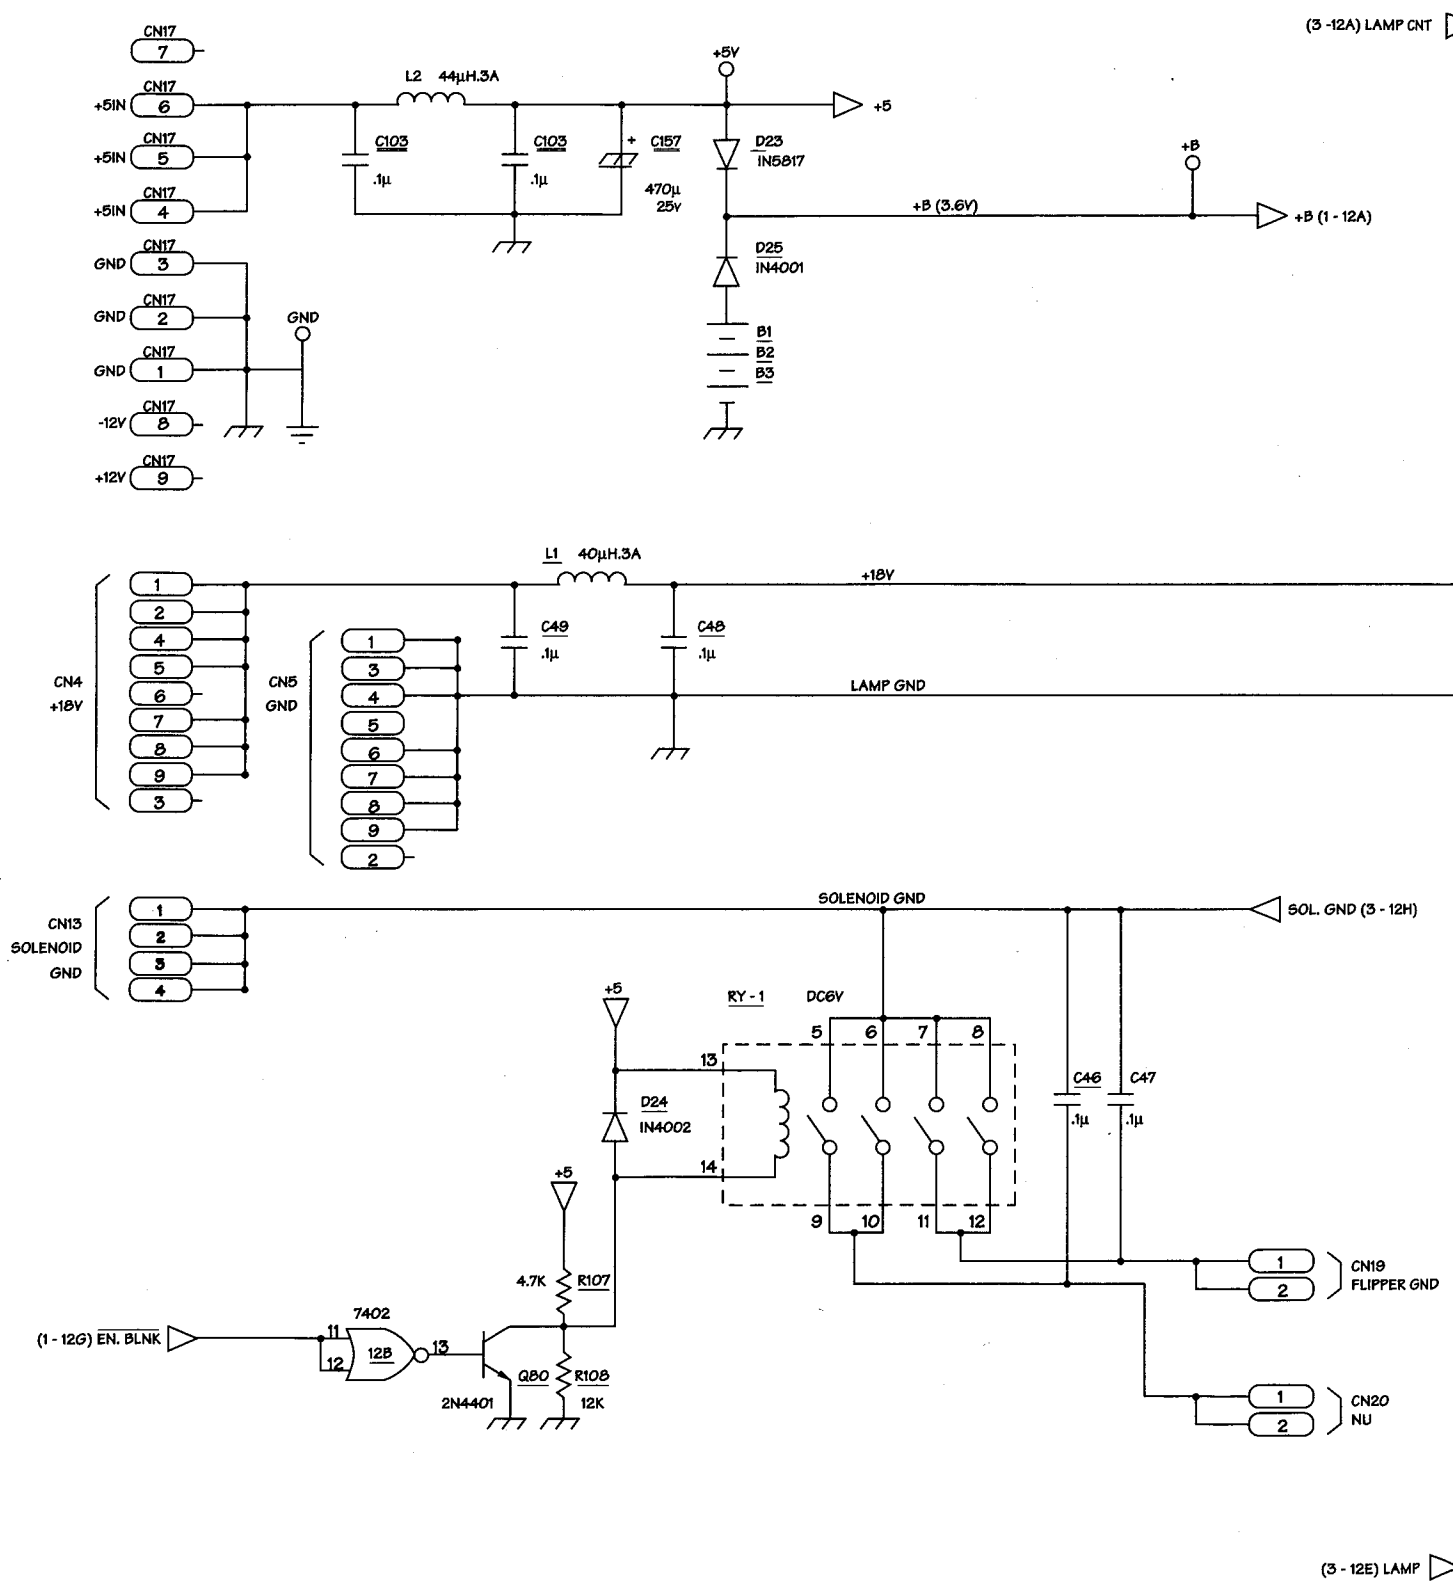 (3 -12A) LAMP CNT
CN17
7
+5V
L2 44µH.3A
CN17
+5IN 6
+5
CN17
+5IN 5
C103
.1µ
C103
.1µ
+ C157
470µ
25V
D23
IN5817
+B
CN17
+5IN 4
+B (3.6V)
+B (1 - 12A)
CN17
GND 3
D25
IN4001
CN17
GND 2
GND
B1
B2
B3
CN17
GND 1
CN17
-12V 8
CN17
+12V 9
L1 40µH.3A
+18V
CN4
+18V
1
2
4
5
6
7
8
9
3
CN5
GND
1
3
4
5
6
7
8
9
2
C49
.1µ
C48
.1µ
LAMP GND
CN13
SOLENOID
GND
1
2
3
4
SOLENOID GND
SOL. GND (3 - 12H)
+5
RY - 1 DC6V
5 6 7 8
13
D24
IN4002
C46
.1µ
C47
.1µ
14
+5
9 10 11 12
4.7K R107
1
2
CN19
FLIPPER GND
7402
(1 - 12G) EN. BLNK
11
12
12B
13
Q80
2N4401
R108
12K
1
2
CN20
NU
(3 - 12E) LAMP